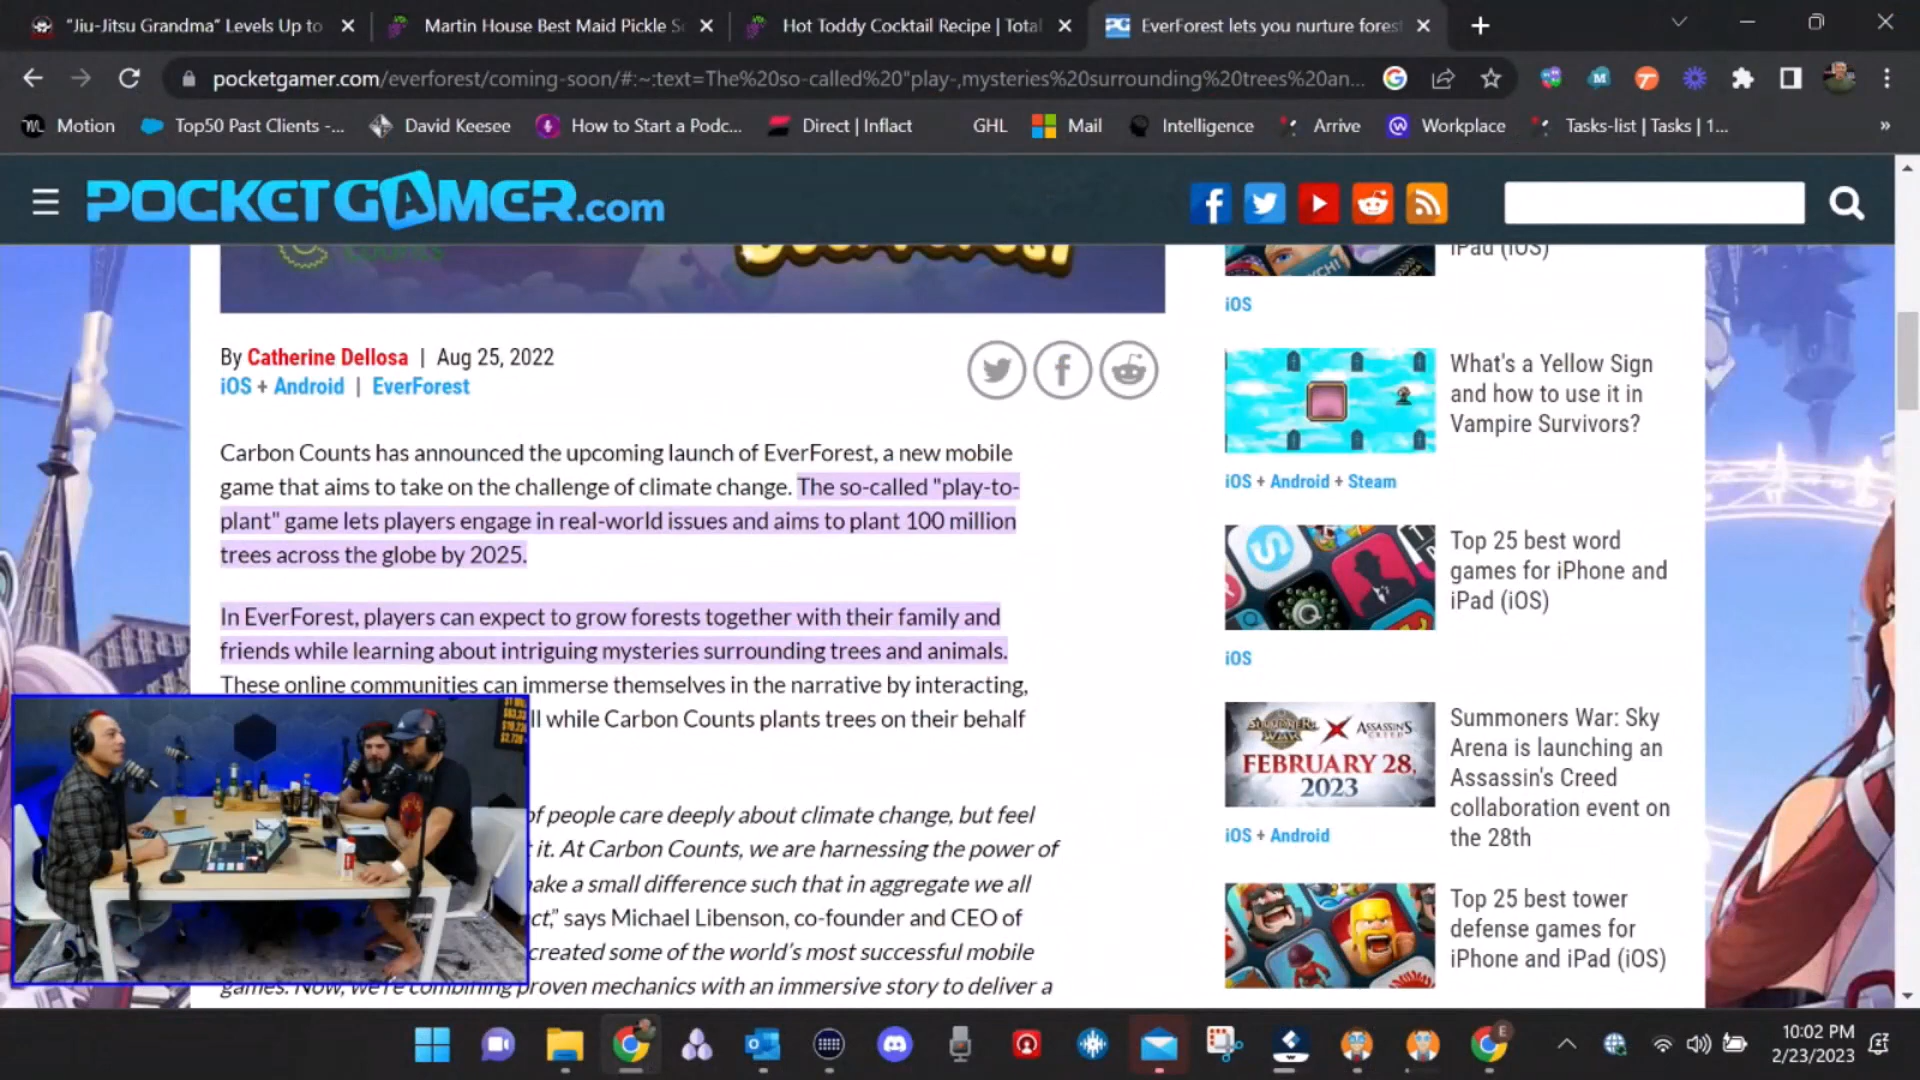 "Jiu-Jitsu Grandma" Levels Up to
Martin House Best Maid Pickle S
Hot Toddy Cocktail Recipe | Total
EverForest lets you nurture fores
pocketgamer.com/everforest/coming-soon/#:~:text=The%20so-called%20"play-,mysteries%20surrounding%20trees%20an...
Motion
Top50 Past Clients -...
David Keesee
How to Start a Podc...
Direct | Inflact
GHL
Mail
Intelligence
Arrive
Workplace
Tasks-list | Tasks | 1...
POCKETGAMER.com
By Catherine Dellosa | Aug 25, 2022
iOS + Android | EverForest
Carbon Counts has announced the upcoming launch of EverForest, a new mobile
game that aims to take on the challenge of climate change. The so-called "play-to-
plant" game lets players engage in real-world issues and aims to plant 100 million
trees across the globe by 2025.
In EverForest, players can expect to grow forests together with their family and
friends while learning about intriguing mysteries surrounding trees and animals.
These online communities can immerse themselves in the narrative by interacting,
ll while Carbon Counts plants trees on their behalf
of people care deeply about climate change, but feel
it. At Carbon Counts, we are harnessing the power of
ake a small difference such that in aggregate we all
ct," says Michael Libenson, co-founder and CEO of
created some of the world's most successful mobile
games. Now, we're combining proven mechanics with an immersive story to deliver a
iPad (iOS)
iOS
What's a Yellow Sign
and how to use it in
Vampire Survivors?
iOS + Android + Steam
Top 25 best word
games for iPhone and
iPad (iOS)
iOS
SUMMONERS WAR X ASSASSIN'S CREED
FEBRUARY 28,
2023
Summoners War: Sky
Arena is launching an
Assassin's Creed
collaboration event on
the 28th
iOS + Android
Top 25 best tower
defense games for
iPhone and iPad (iOS)
10:02 PM
2/23/2023